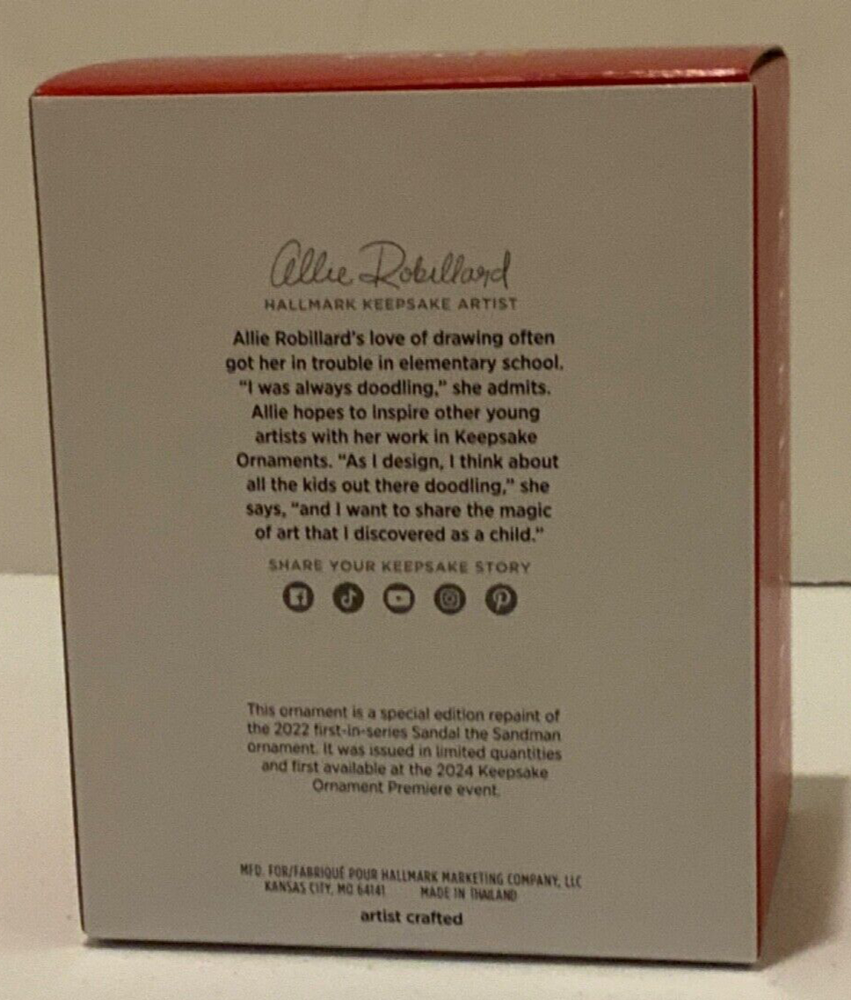 Allie Robillard
HALLMARK KEEPSAKE ARTIST
Allie Robillard's love of drawing often
got her in trouble in elementary school.
"I was always doodling," she admits.
Allie hopes to inspire other young
artists with her work in Keepsake
Ornaments. "As I design, I think about
all the kids out there doodling," she
says, "and I want to share the magic
of art that I discovered as a child."
SHARE YOUR KEEPSAKE STORY
This ornament is a special edition repaint of
the 2022 first-in-series Sandal the Sandman
ornament. It was issued in limited quantities
and first available at the 2024 Keepsake
Ornament Premiere event.
MFD. FOR/FABRIQUÉ POUR HALLMARK MARKETING COMPANY, LLC
KANSAS CITY, MO 64141 MADE IN THAILAND
artist crafted